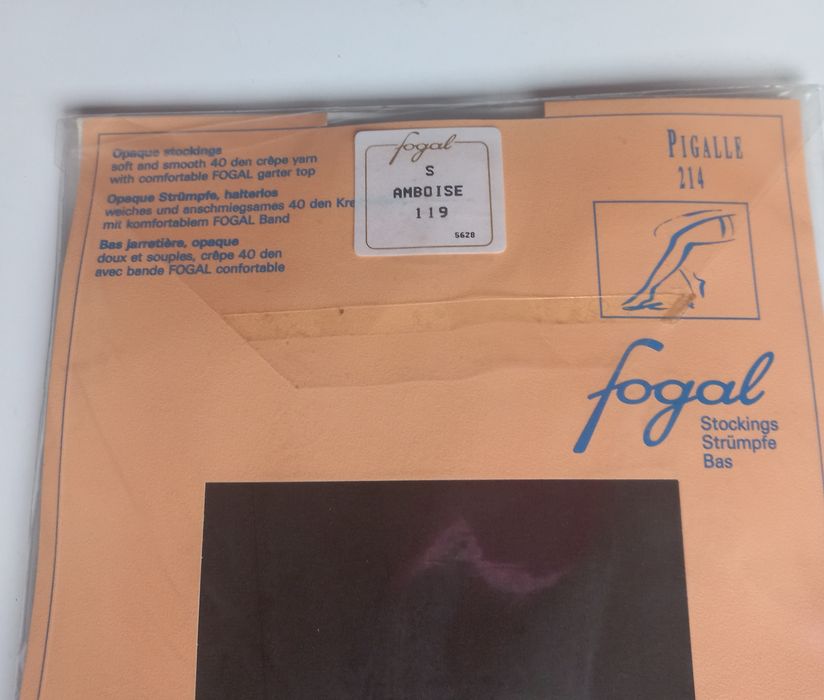 Opaque stockings
soft and smooth 40 den crêpe yarn
with comfortable FOGAL garter top
Opaque Strümpfe, halterlos
weiches und anschmiegsames 40 den Kre
mit komfortablem FOGAL Band
Bas jarretière, opaque
doux et souples, crêpe 40 den
avec bande FOGAL confortable
fogal
S
AMBOISE
119
5628
PIGALLE
214
fogal
Stockings
Strümpfe
Bas